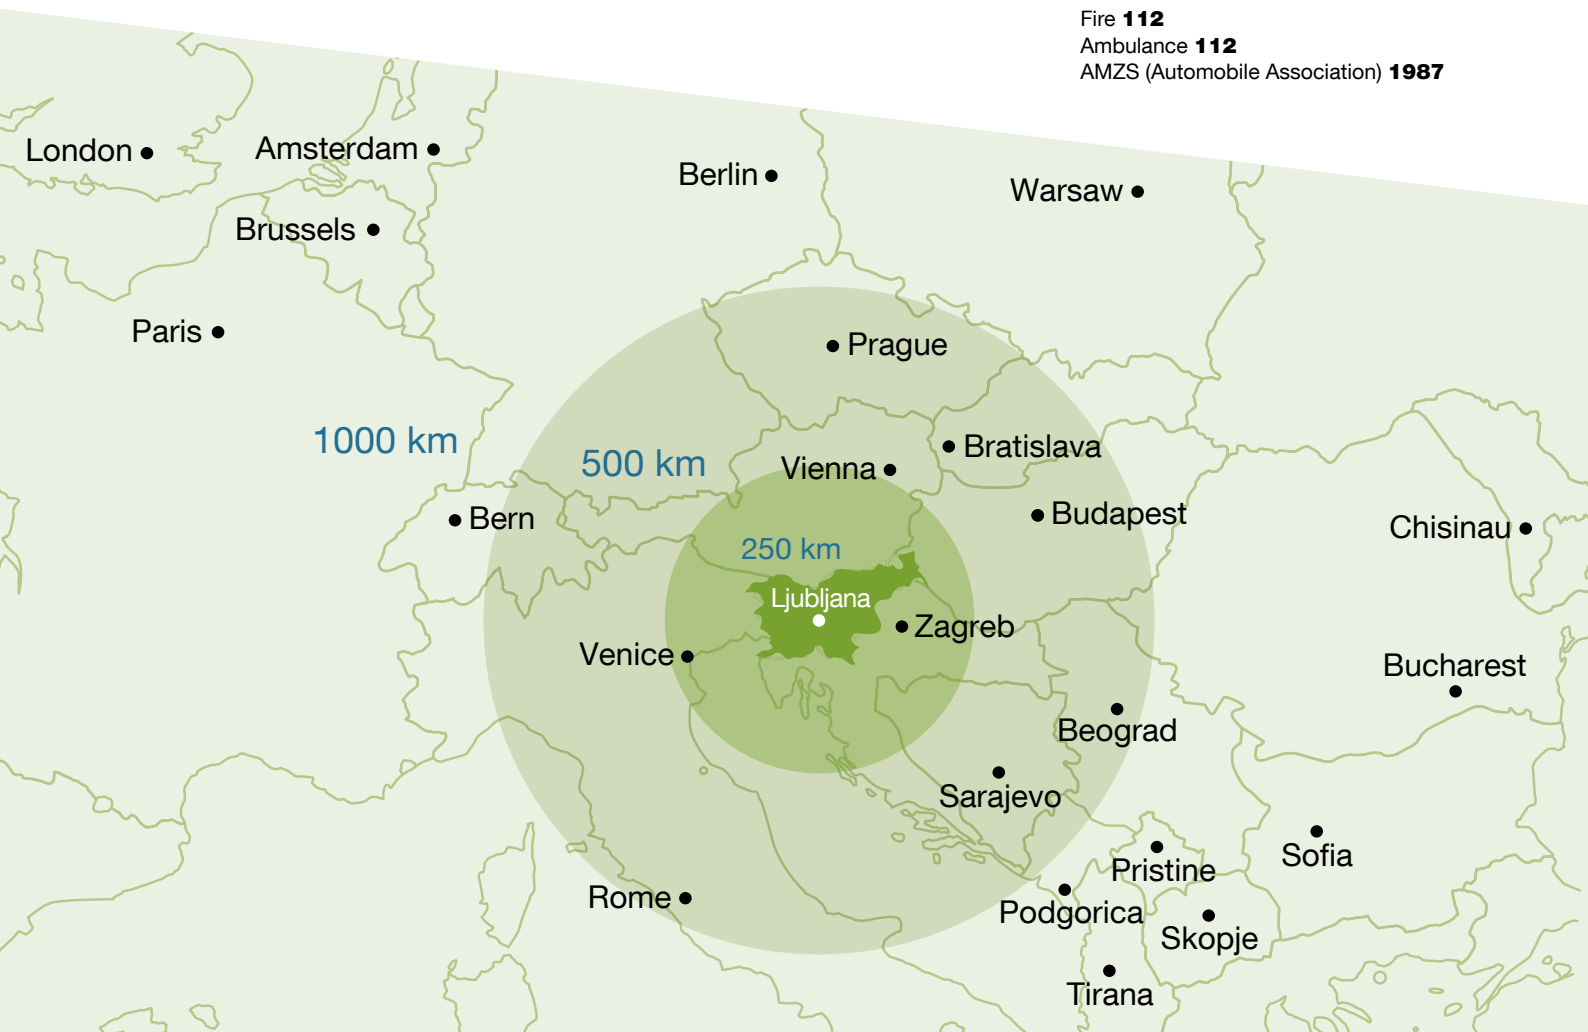 Fire 112
Ambulance 112
AMZS (Automobile Association) 1987
London
Amsterdam
Berlin
Warsaw
Brussels
Paris
Prague
1000 km
500 km
Vienna
Bratislava
Bern
Budapest
Chisinau
250 km
Ljubljana
Zagreb
Venice
Bucharest
Beograd
Sarajevo
Pristine
Sofia
Rome
Podgorica
Skopje
Tirana